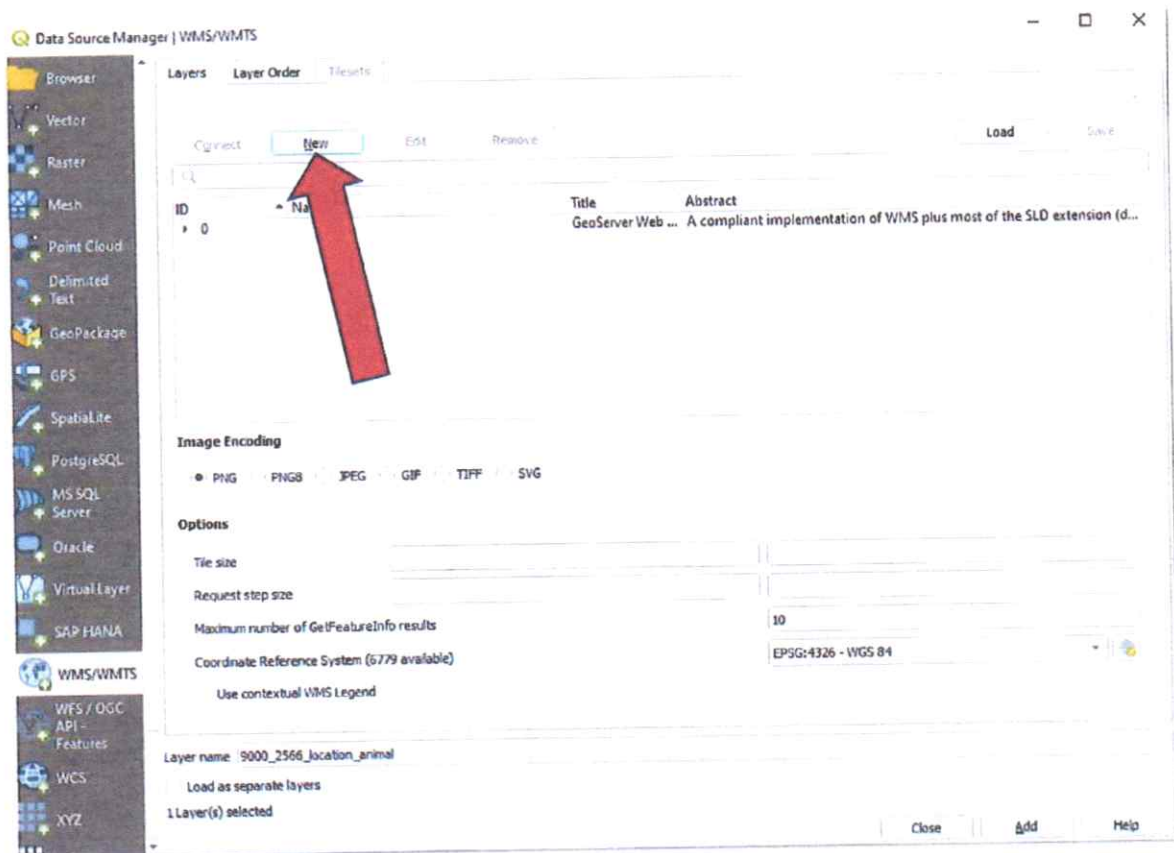 Data Source Manager | WMS/WMTS
Browser
Vector
Raster
Mesh
Point Cloud
Delimited
Text
GeoPackage
GPS
SpatiaLite
PostgreSQL
MS SQL
Server
Oracle
Virtual Layer
SAP HANA
WMS/WMTS
WFS / OGC
API -
Features
WCS
XYZ
Layers Layer Order Tilesets
Connect New Edit Remove Load Save
ID Title Abstract
0 GeoServer Web ... A compliant implementation of WMS plus most of the SLD extension (d...
Image Encoding
PNG PNG8 JPEG GIF TIFF SVG
Options
Tile size
Request step size
Maximum number of GetFeatureInfo results 10
Coordinate Reference System (6779 available) EPSG:4326 - WGS 84
Use contextual WMS Legend
Layer name 9000_2566_location_animal
Load as separate layers
1 Layer(s) selected
Close Add Help